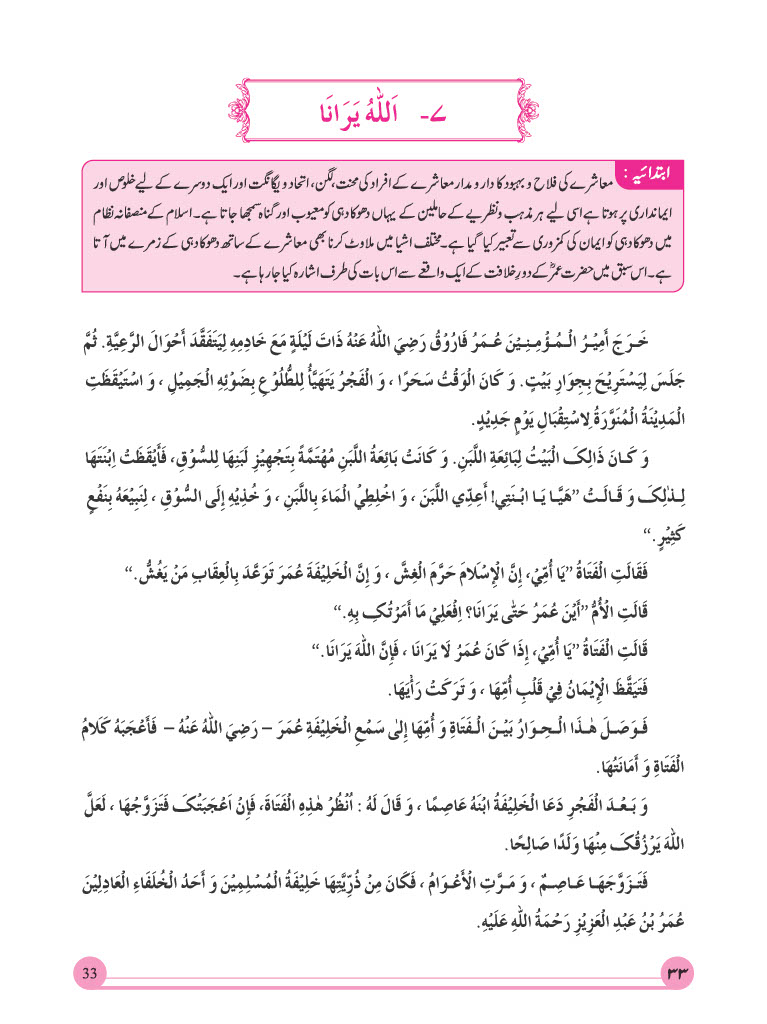 ۷- اَللّٰہُ یَرَانَا
ابتدائیہ : معاشرے کی فلاح و بہبود کا دار و مدار معاشرے کے افراد کی محنت، لگن، اتحاد و یگانگت اور ایک دوسرے کے لیے خلوص اور
ایمانداری پر ہوتا ہے اسی لیے ہر مذہب و نظریے کے حاملین کے یہاں دھوکا دہی کو معیوب اور گناہ سمجھا جاتا ہے۔ اسلام کے منصفانہ نظام
میں دھوکا دہی کو ایمان کی کمزوری سے تعبیر کیا گیا ہے۔ مختلف اشیا میں ملاوٹ کرنا بھی معاشرے کے ساتھ دھوکا دہی کے زمرے میں آتا
ہے۔ اس سبق میں حضرت عمرؓ کے دورِ خلافت کے ایک واقعے سے اس بات کی طرف اشارہ کیا جا رہا ہے۔
خَرَجَ أَمِیْرُ الْمُؤْمِنِیْنَ عُمَرُ فَارُوْقُ رَضِيَ اللّٰہُ عَنْہُ ذَاتَ لَیْلَةٍ مَعَ خَادِمِہِ لِیَتَفَقَّدَ أَحْوَالَ الرَّعِیَّةِ. ثُمَّ
جَلَسَ لِیَسْتَرِیْحَ بِجِوَارِ بَیْتٍ. وَ کَانَ الْوَقْتُ سَحَرًا ، وَ الْفَجْرُ یَتَھَیَّأُ لِلطُّلُوْعِ بِضَوْئِہِ الْجَمِیْلِ ، وَ اسْتَیْقَظَتِ
الْمَدِیْنَةُ الْمُنَوَّرَةُ لِاسْتِقْبَالِ یَوْمٍ جَدِیْدٍ.
وَ کَانَ ذَالِکَ الْبَیْتُ لِبَائِعَةِ اللَّبَنِ. وَ کَانَتْ بَائِعَةُ اللَّبَنِ مُھْتَمَّةً بِتَجْھِیْزِ لَبَنِھَا لِلسُّوْقِ، فَأَیْقَظَتْ اِبْنَتَھَا
لِذٰلِکَ وَ قَالَتْ ”ھَیَّا یَا ابْنَتِي! أَعِدِّي اللَّبَنَ ، وَ اخْلِطِيْ الْمَاءَ بِاللَّبَنِ ، وَ خُذِیْہِ إِلَی السُّوْقِ ، لِنَبِیْعَہُ بِنَفْعٍ
کَثِیْرٍ.“
فَقَالَتِ الْفَتَاةُ ”یَا أُمِّيْ، إِنَّ الْإِسْلَامَ حَرَّمَ الْغِشَّ ، وَ إِنَّ الْخَلِیْفَةَ عُمَرَ تَوَعَّدَ بِالْعِقَابِ مَنْ یَغُشُّ.“
قَالَتِ الْأُمُّ ”أَیْنَ عُمَرُ حَتّٰی یَرَانَا؟ اِفْعَلِيْ مَا أَمَرْتُکِ بِہِ.“
قَالَتِ الْفَتَاةُ ”یَا أُمِّيْ، إِذَا کَانَ عُمَرُ لَا یَرَانَا ، فَإِنَّ اللّٰہَ یَرَانَا.“
فَتَیَقَّظَ الْإِیْمَانُ فِيْ قَلْبِ أُمِّھَا ، وَ تَرَکَتْ رَأْیَھَا.
فَوَصَلَ ھٰذَا الْحِوَارُ بَیْنَ الْفَتَاةِ وَ أُمِّھَا إِلٰی سَمْعِ الْخَلِیْفَةِ عُمَرَ – رَضِيَ اللّٰہُ عَنْہُ – فَأَعْجَبَہُ کَلَامُ
الْفَتَاةِ وَ أَمَانَتُھَا.
وَ بَعْدَ الْفَجْرِ دَعَا الْخَلِیْفَةُ ابْنَہُ عَاصِمًا ، وَ قَالَ لَہُ : اُنْظُرْ ھٰذِہِ الْفَتَاةَ، فَإِنْ اَعْجَبَتْکَ فَتَزَوَّجْھَا ، لَعَلَّ
اللّٰہَ یَرْزُقُکَ مِنْھَا وَلَدًا صَالِحًا.
فَتَزَوَّجَھَا عَاصِمٌ ، وَ مَرَّتِ الْأَعْوَامُ ، فَکَانَ مِنْ ذُرِّیَّتِھَا خَلِیْفَةُ الْمُسْلِمِیْنَ وَ أَحَدُ الْخُلَفَاءِ الْعَادِلِیْنَ
عُمَرُ بْنُ عَبْدِ الْعَزِیْزِ رَحْمَةُ اللّٰہِ عَلَیْہِ.
۳۳
33